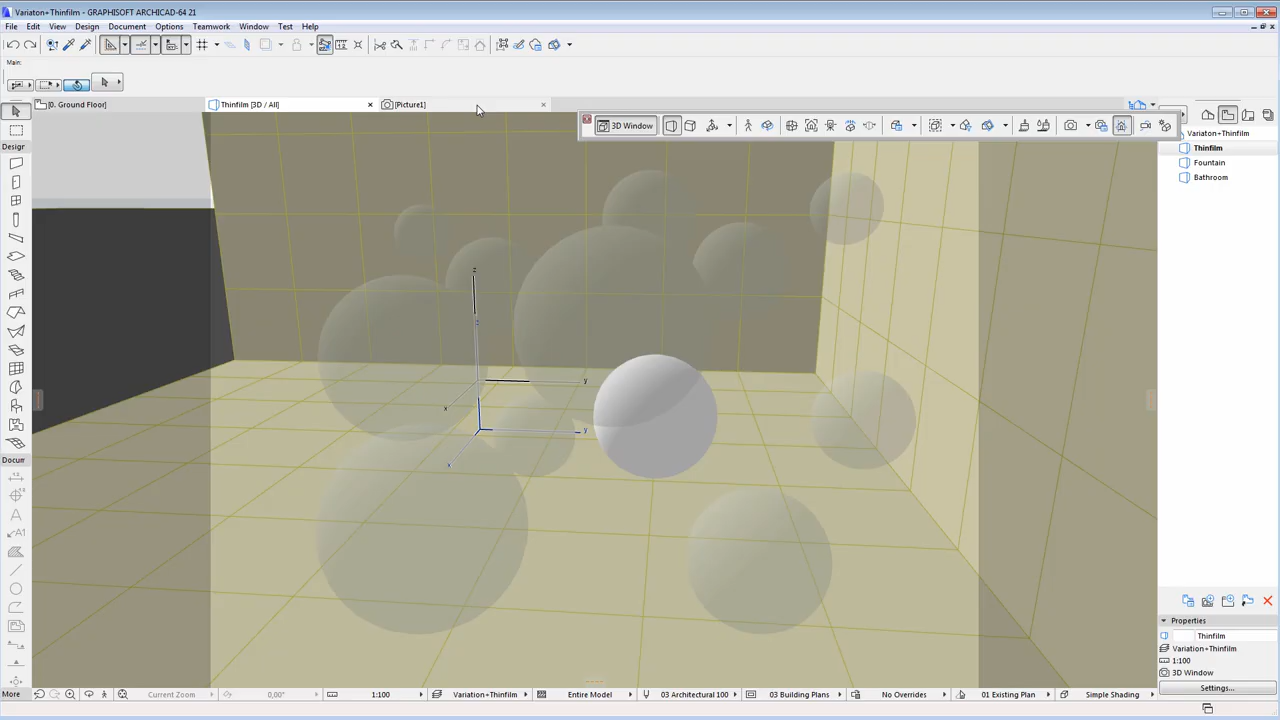 Variaton+Thinfilm - GRAPHISOFT ARCHICAD-64 21
File Edit View Design Document Options Teamwork Window Test Help
Main:
[0. Ground Floor]
Thinfilm [3D / All]
[Picture1]
3D Window
Variaton+Thinfilm
Thinfilm
Fountain
Bathroom
Design
Docum
More
z
z
y
x
y
x
Properties
Thinfilm
Variation+Thinfilm
1:100
3D Window
Settings...
Current Zoom
0,00°
1:100
Variation+Thinfilm
Entire Model
03 Architectural 100
03 Building Plans
No Overrides
01 Existing Plan
Simple Shading